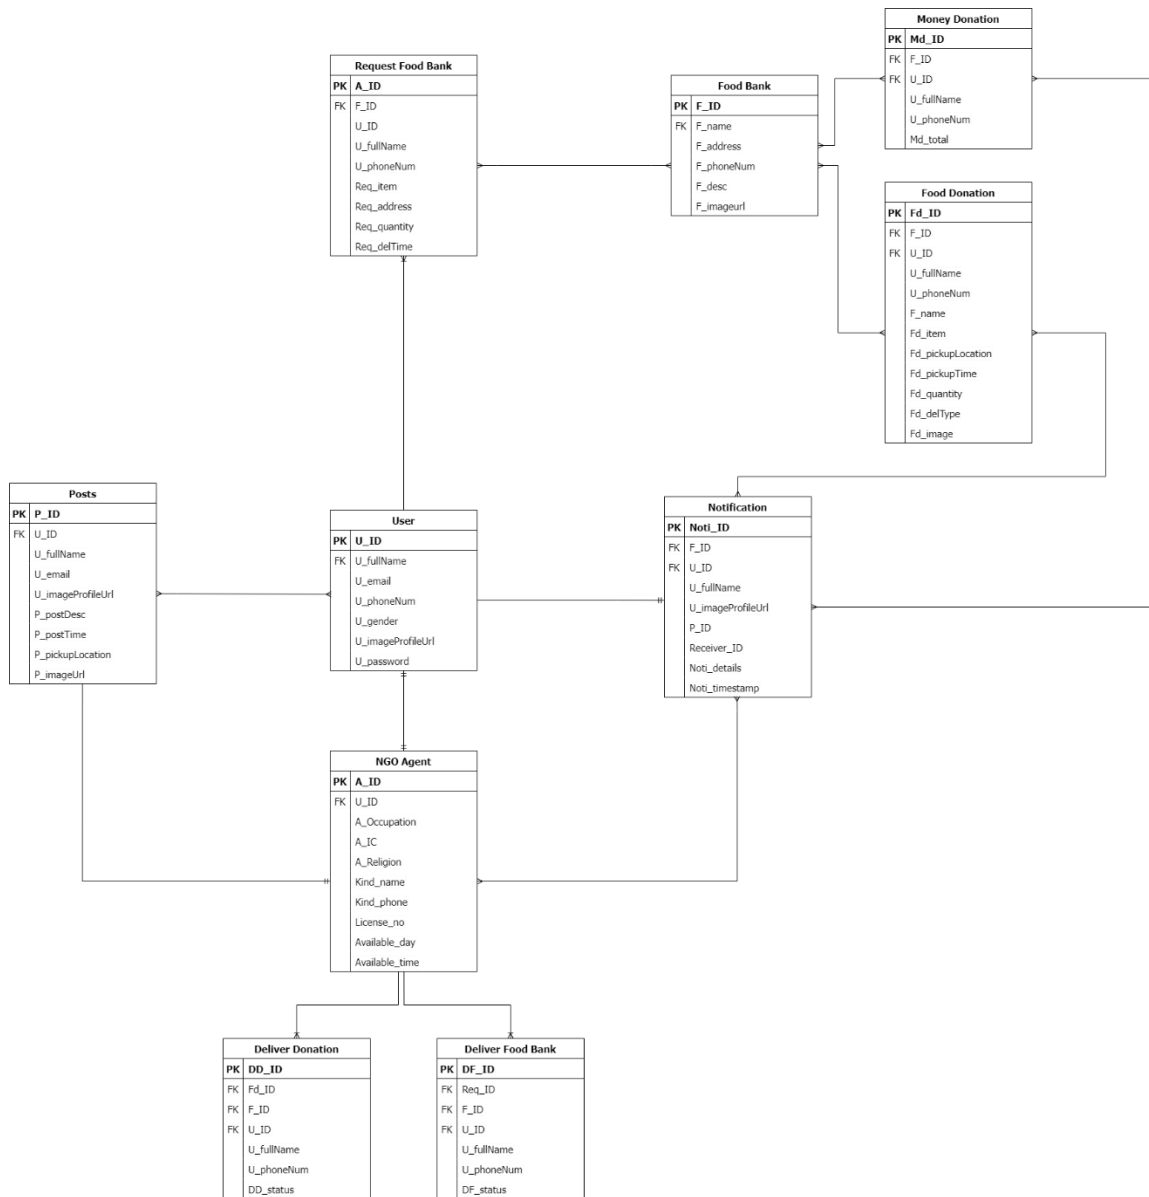 Money Donation
PK Md_ID
FK F_ID
FK U_ID
U_fullName
U_phoneNum
Md_total
Request Food Bank
PK A_ID
FK F_ID
U_ID
U_fullName
U_phoneNum
Req_item
Req_address
Req_quantity
Req_delTime
Food Bank
PK F_ID
FK F_name
F_address
F_phoneNum
F_desc
F_imageurl
Food Donation
PK Fd_ID
FK F_ID
FK U_ID
U_fullName
U_phoneNum
F_name
Fd_item
Fd_pickupLocation
Fd_pickupTime
Fd_quantity
Fd_delType
Fd_image
Posts
PK P_ID
FK U_ID
U_fullName
U_email
U_imageProfileUrl
P_postDesc
P_postTime
P_pickupLocation
P_imageUrl
User
PK U_ID
FK U_fullName
U_email
U_phoneNum
U_gender
U_imageProfileUrl
U_password
Notification
PK Noti_ID
FK F_ID
FK U_ID
U_fullName
U_imageProfileUrl
P_ID
Receiver_ID
Noti_details
Noti_timestamp
NGO Agent
PK A_ID
FK U_ID
A_Occupation
A_IC
A_Religion
Kind_name
Kind_phone
License_no
Available_day
Available_time
Deliver Donation
PK DD_ID
FK Fd_ID
FK F_ID
FK U_ID
U_fullName
U_phoneNum
DD_status
Deliver Food Bank
PK DF_ID
FK Req_ID
FK F_ID
FK U_ID
U_fullName
U_phoneNum
DF_status